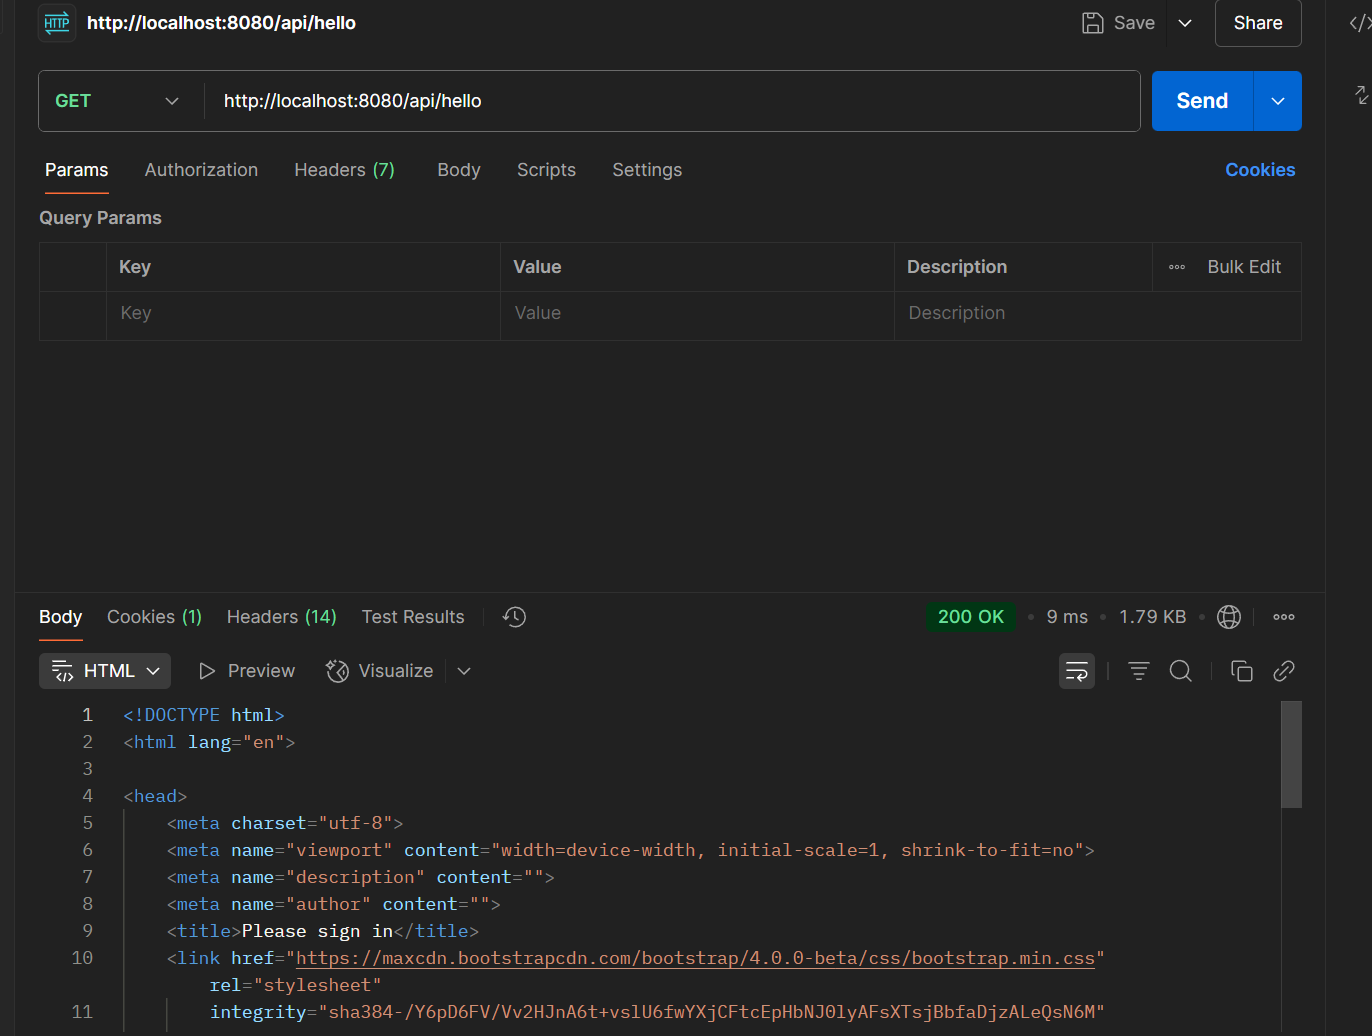 HTTP http://localhost:8080/api/hello Save Share
GET http://localhost:8080/api/hello Send
Params Authorization Headers (7) Body Scripts Settings Cookies
Query Params
Key Value Description Bulk Edit
Key Value Description
Body Cookies (1) Headers (14) Test Results 200 OK 9 ms 1.79 KB
HTML Preview Visualize
1 <!DOCTYPE html>
2 <html lang="en">
3
4 <head>
5 <meta charset="utf-8">
6 <meta name="viewport" content="width=device-width, initial-scale=1, shrink-to-fit=no">
7 <meta name="description" content="">
8 <meta name="author" content="">
9 <title>Please sign in</title>
10 <link href="https://maxcdn.bootstrapcdn.com/bootstrap/4.0.0-beta/css/bootstrap.min.css"
rel="stylesheet"
11 integrity="sha384-/Y6pD6FV/Vv2HJnA6t+vslU6fwYXjCFtcEpHbNJ0lyAFsXTsjBbfaDjzALeQsN6M"